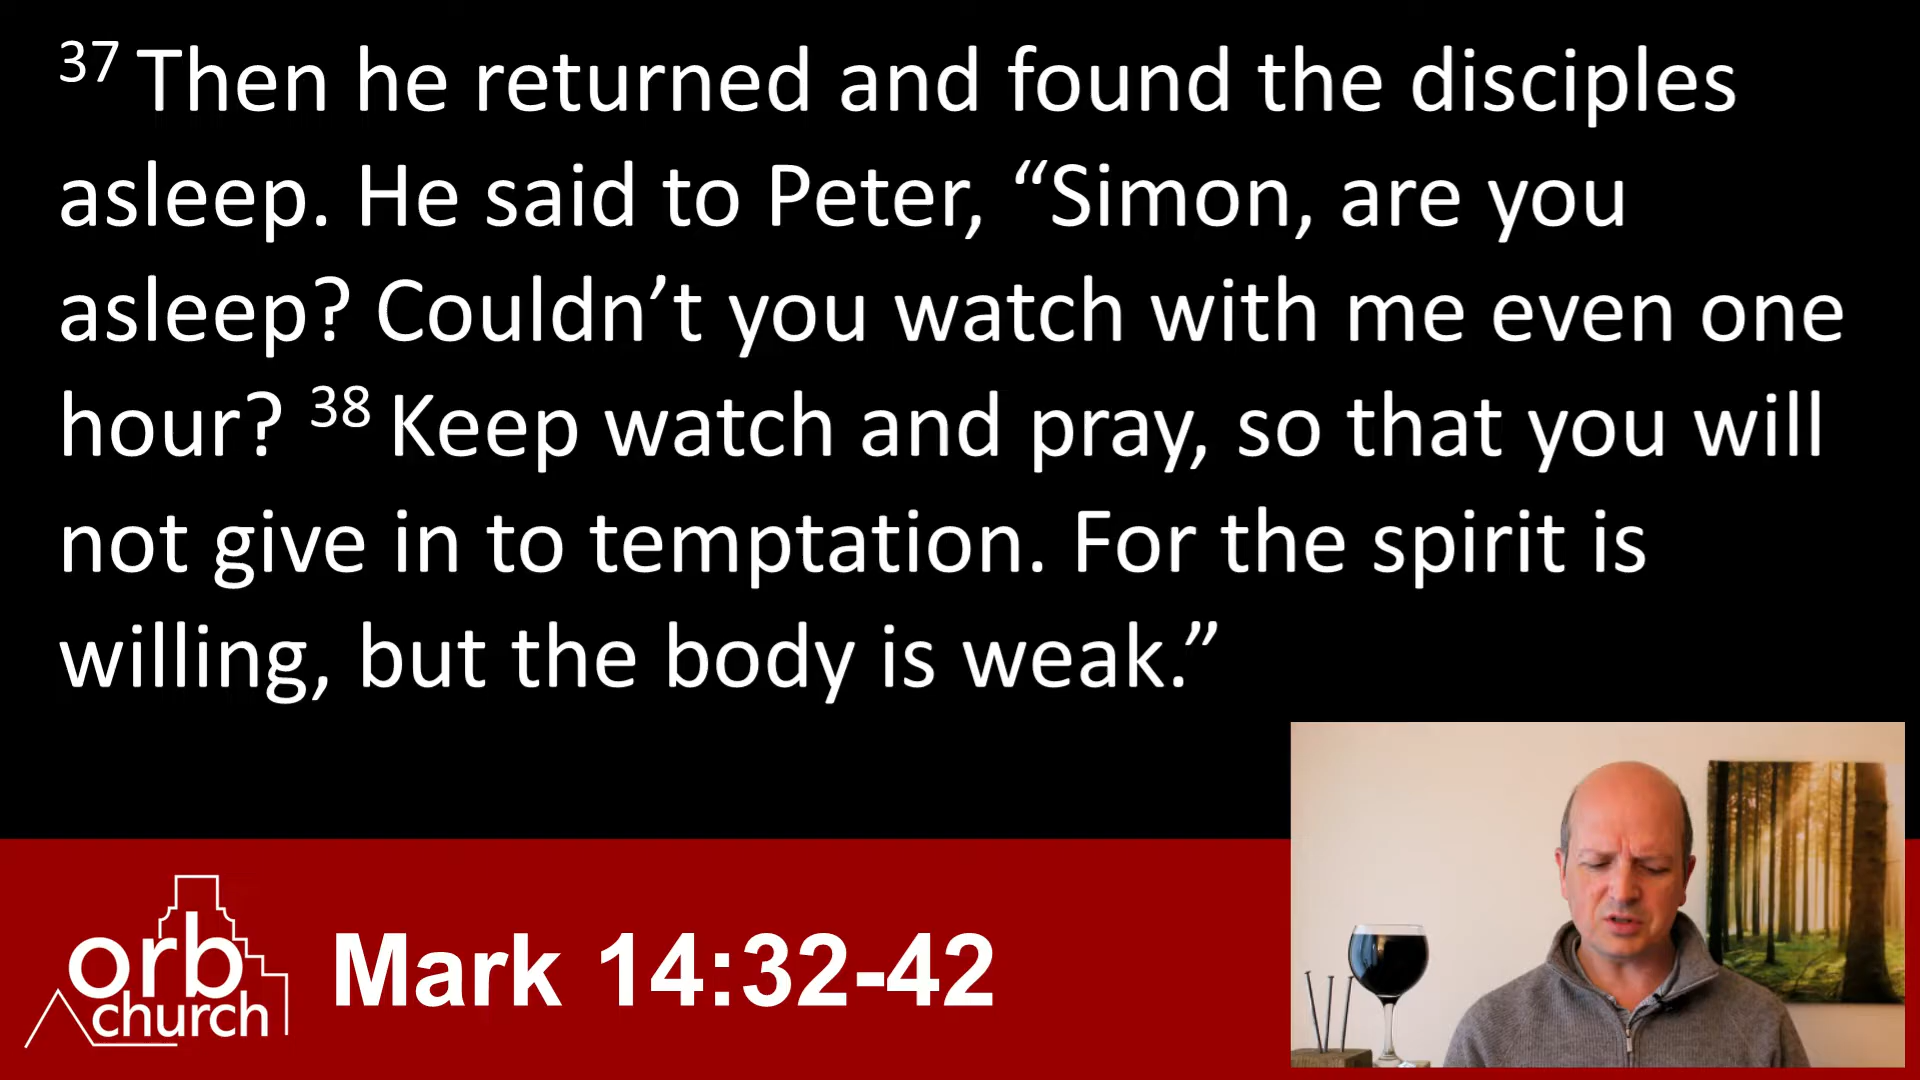 37 Then he returned and found the disciples
asleep. He said to Peter, “Simon, are you
asleep? Couldn’t you watch with me even one
hour? 38 Keep watch and pray, so that you will
not give in to temptation. For the spirit is
willing, but the body is weak.”
orb
church
Mark 14:32-42